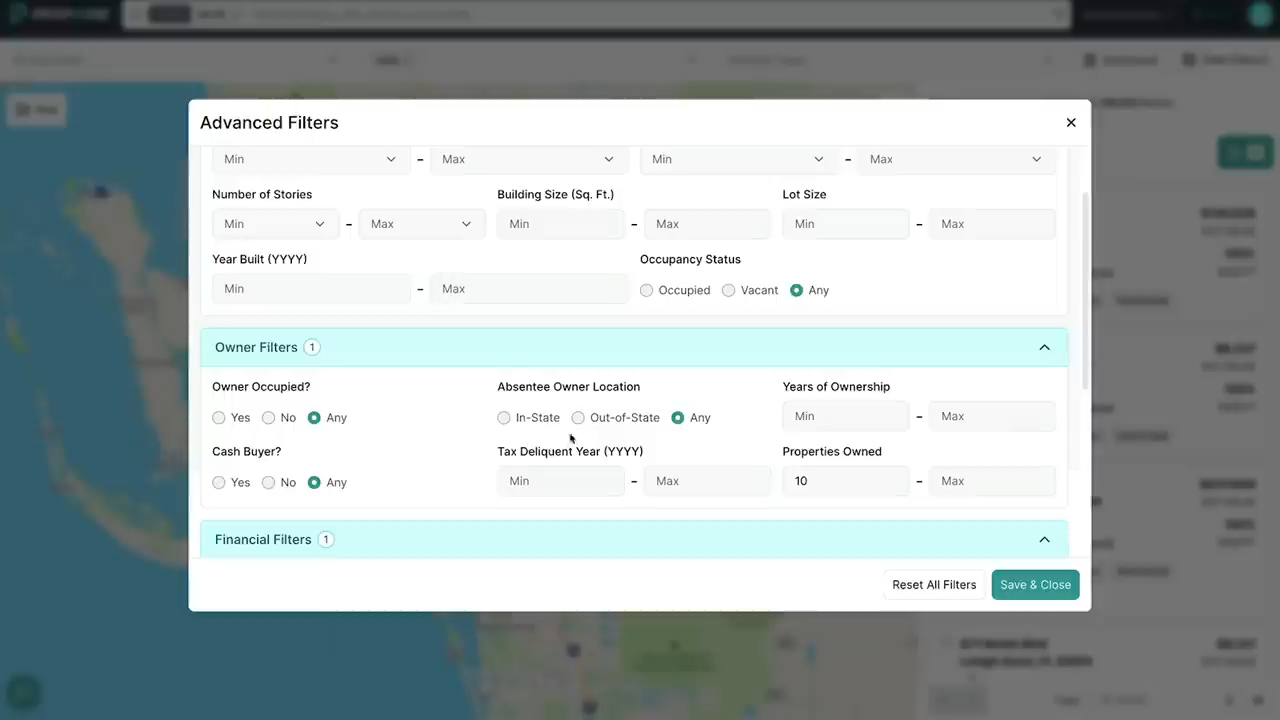 Advanced Filters
Min – Max Min – Max
Number of Stories Building Size (Sq. Ft.) Lot Size
Min – Max Min – Max Min – Max
Year Built (YYYY) Occupancy Status
Min – Max Occupied Vacant Any
Owner Filters 1
Owner Occupied? Absentee Owner Location Years of Ownership
Yes No Any In-State Out-of-State Any Min – Max
Cash Buyer? Tax Deliquent Year (YYYY) Properties Owned
Yes No Any Min – Max 10 – Max
Financial Filters 1
Reset All Filters Save & Close